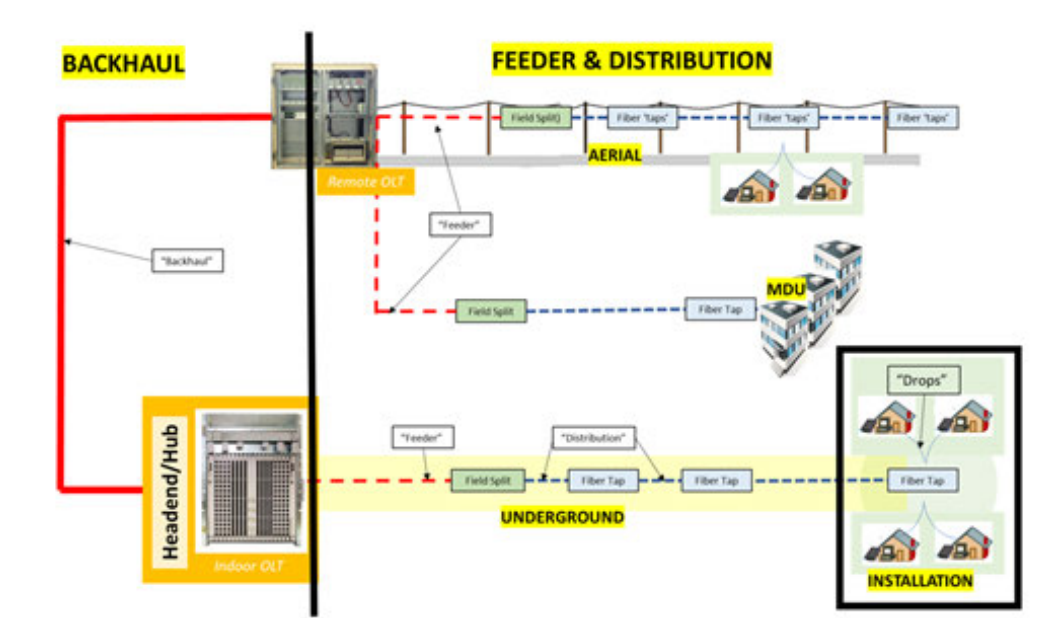 BACKHAUL
FEEDER & DISTRIBUTION
Field Split)
Fiber "taps"
Fiber "taps"
Fiber "taps"
AERIAL
Remote OLT
"Feeder"
"Backhaul"
MDU
Field Split
Fiber Tap
"Drops"
Headend/Hub
"Feeder"
"Distribution"
Field Split
Fiber Tap
Fiber Tap
Fiber Tap
UNDERGROUND
Indoor OLT
INSTALLATION